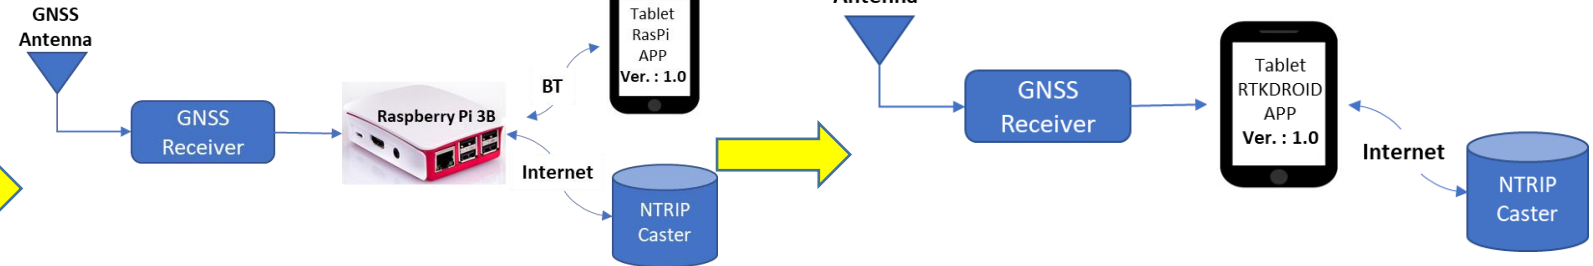 GNSS
Antenna
GNSS
Receiver
Raspberry Pi 3B
BT
Tablet
RasPi
APP
Ver. : 1.0
Internet
NTRIP
Caster
Antenna
GNSS
Receiver
Tablet
RTKDROID
APP
Ver. : 1.0
Internet
NTRIP
Caster